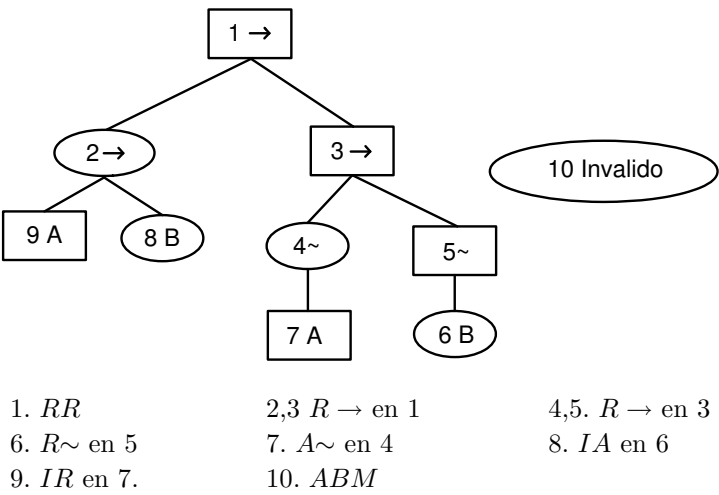 1 →
2→
3 →
10 Invalido
9 A
8 B
4~
5~
7 A
6 B
1. RR
2,3 R → en 1
4,5. R → en 3
6. R∼ en 5
7. A∼ en 4
8. IA en 6
9. IR en 7.
10. ABM